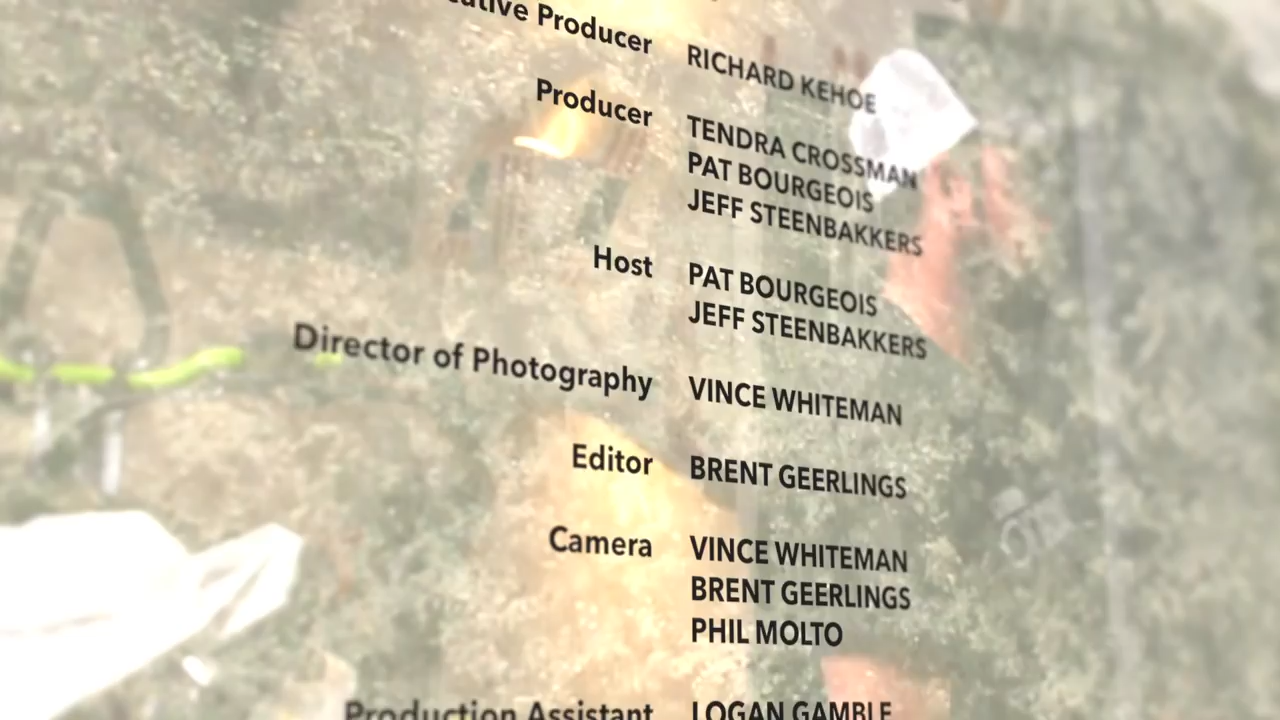 Producer RICHARD KEHOE
Producer TENDRA CROSSMAN
PAT BOURGEOIS
JEFF STEENBAKKERS
Host PAT BOURGEOIS
JEFF STEENBAKKERS
Director of Photography VINCE WHITEMAN
Editor BRENT GEERLINGS
Camera VINCE WHITEMAN
BRENT GEERLINGS
PHIL MOLTO
Production Assistant LOGAN GAMBLE